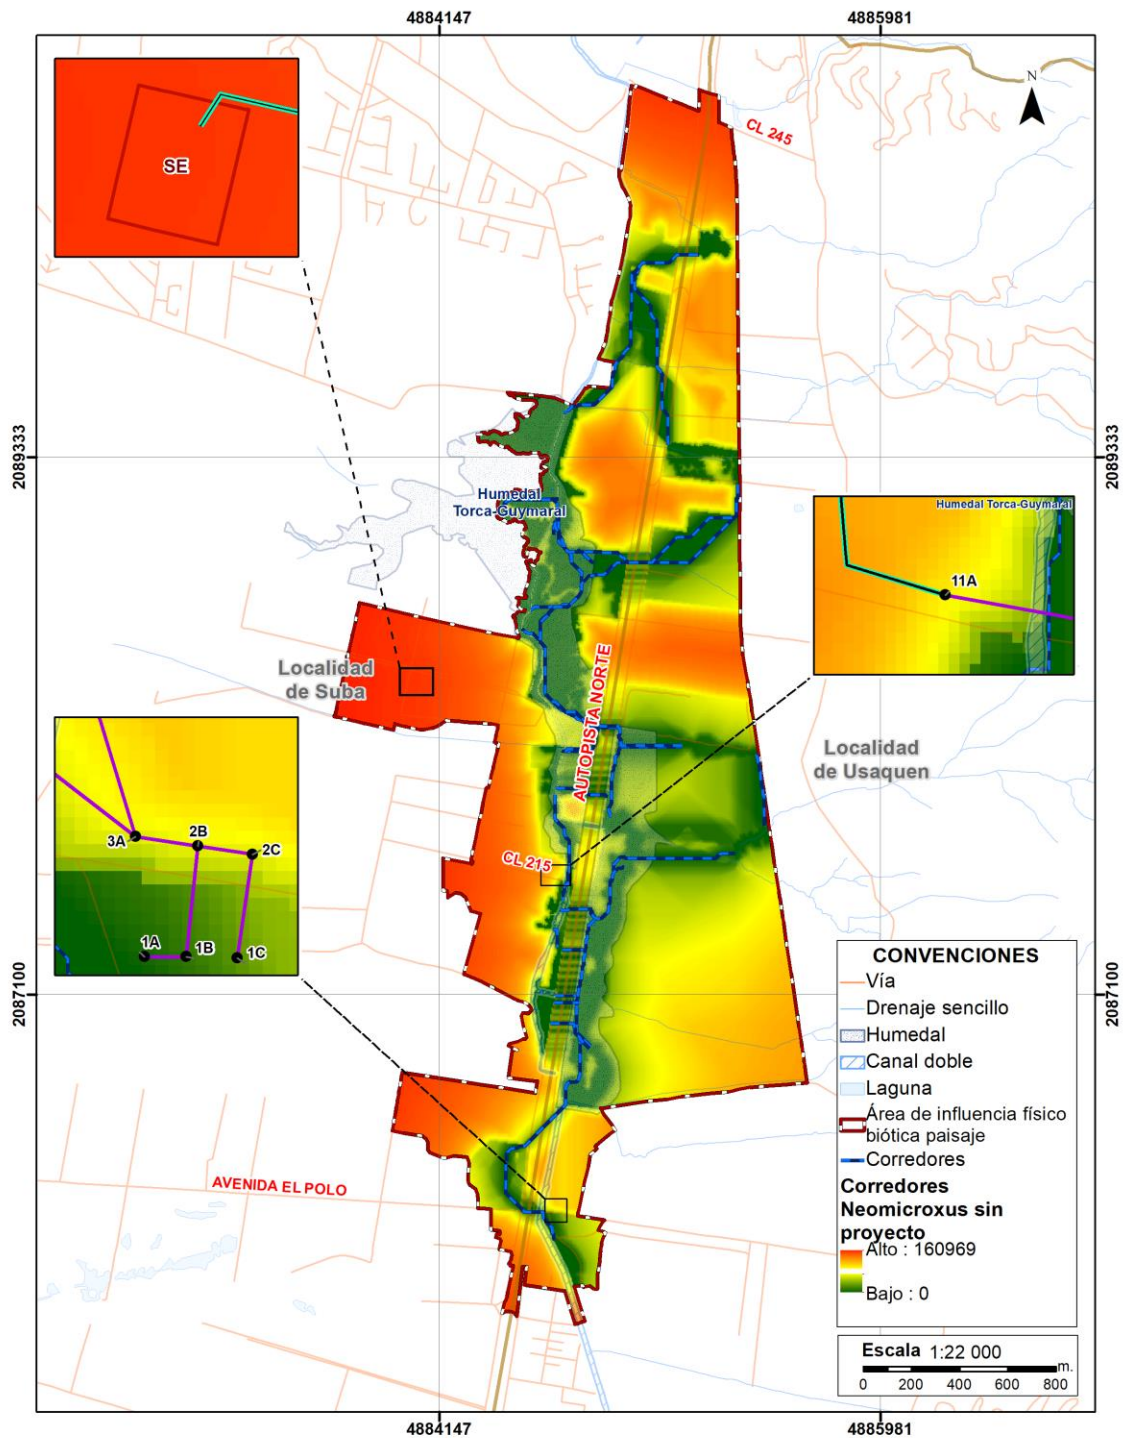 4884147
4885981
N
CL 245
SE
2089333
2089333
Humedal
Torca-Guymaral
Humedal Torca-Guymaral
11A
Localidad
de Suba
AUTOPISTA NORTE
Localidad
de Usaquen
3A
2B
2C
1A
1B
1C
CL 215
2087100
2087100
AVENIDA EL POLO
CONVENCIONES
Vía
Drenaje sencillo
Humedal
Canal doble
Laguna
Área de influencia físico
biótica paisaje
Corredores
Corredores
Neomicroxus sin
proyecto
Alto : 160969
Bajo : 0
Escala 1:22 000
m.
0 200 400 600 800
4884147
4885981